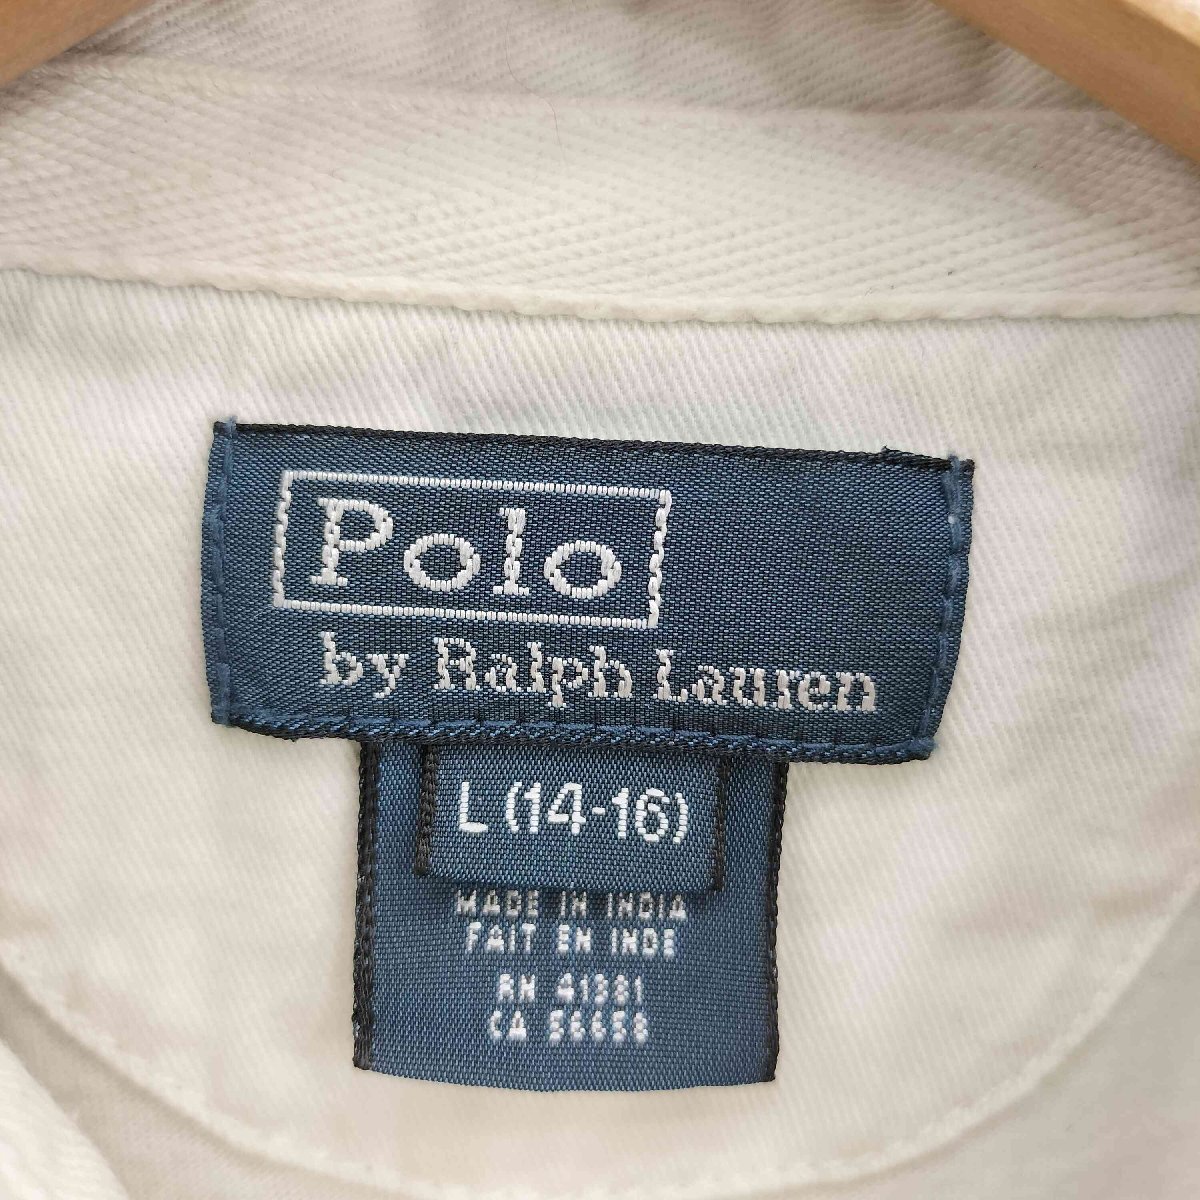 Polo
by Ralph Lauren
L (14-16)
MADE IN INDIA
FAIT EN INDE
RN 41381
CA 56658